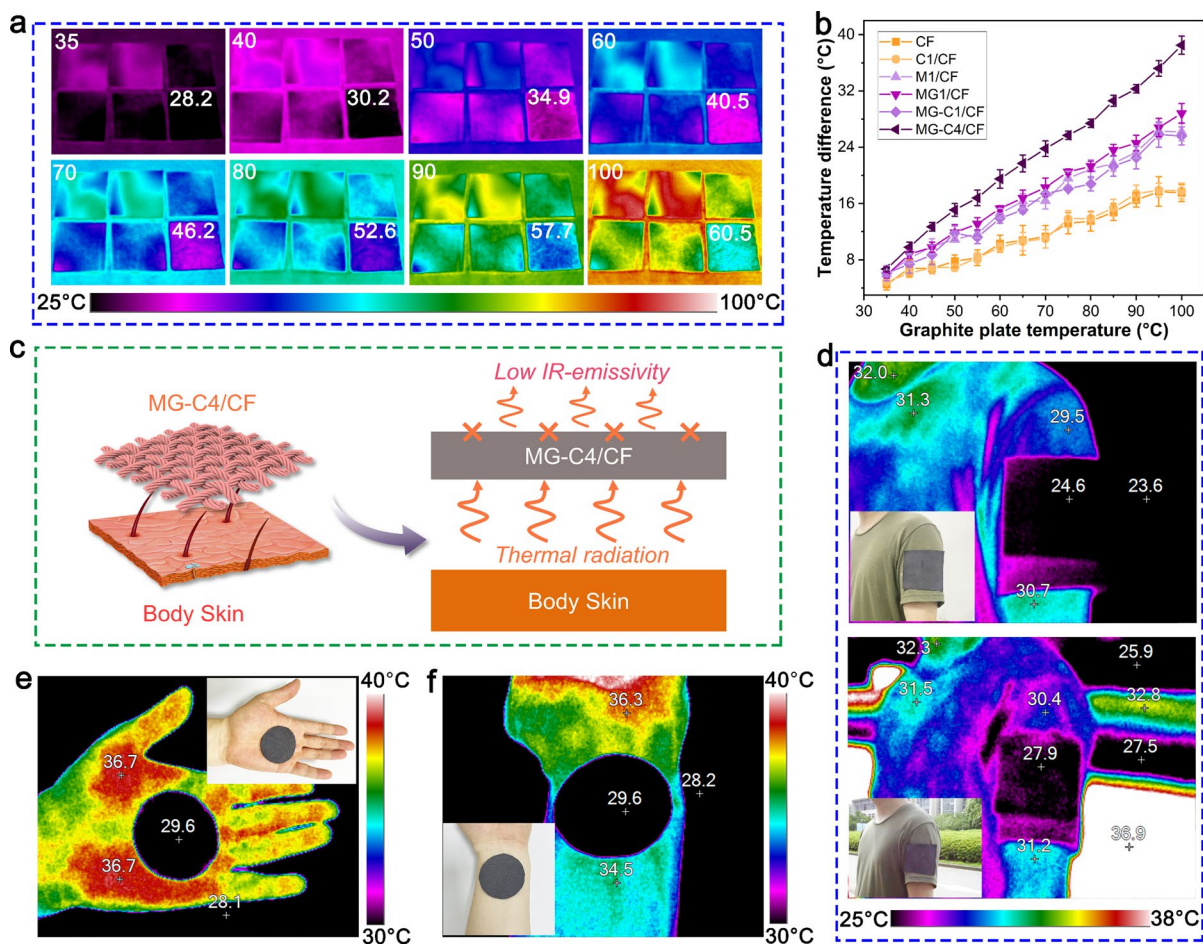 a
35
28.2
40
30.2
50
34.9
60
40.5
70
46.2
80
52.6
90
57.7
100
60.5
25°C
100°C
b
Temperature difference (°C)
40
32
24
16
8
CF
C1/CF
M1/CF
MG1/CF
MG-C1/CF
MG-C4/CF
30 40 50 60 70 80 90 100
Graphite plate temperature (°C)
c
MG-C4/CF
Body Skin
Low IR-emissivity
MG-C4/CF
Thermal radiation
Body Skin
d
32.0
31.3
29.5
24.6
23.6
30.7
32.3
31.5
30.4
25.9
32.8
27.9
27.5
36.9
31.2
25°C
38°C
e
36.7
29.6
36.7
28.1
40°C
30°C
f
36.3
29.6
28.2
34.5
40°C
30°C